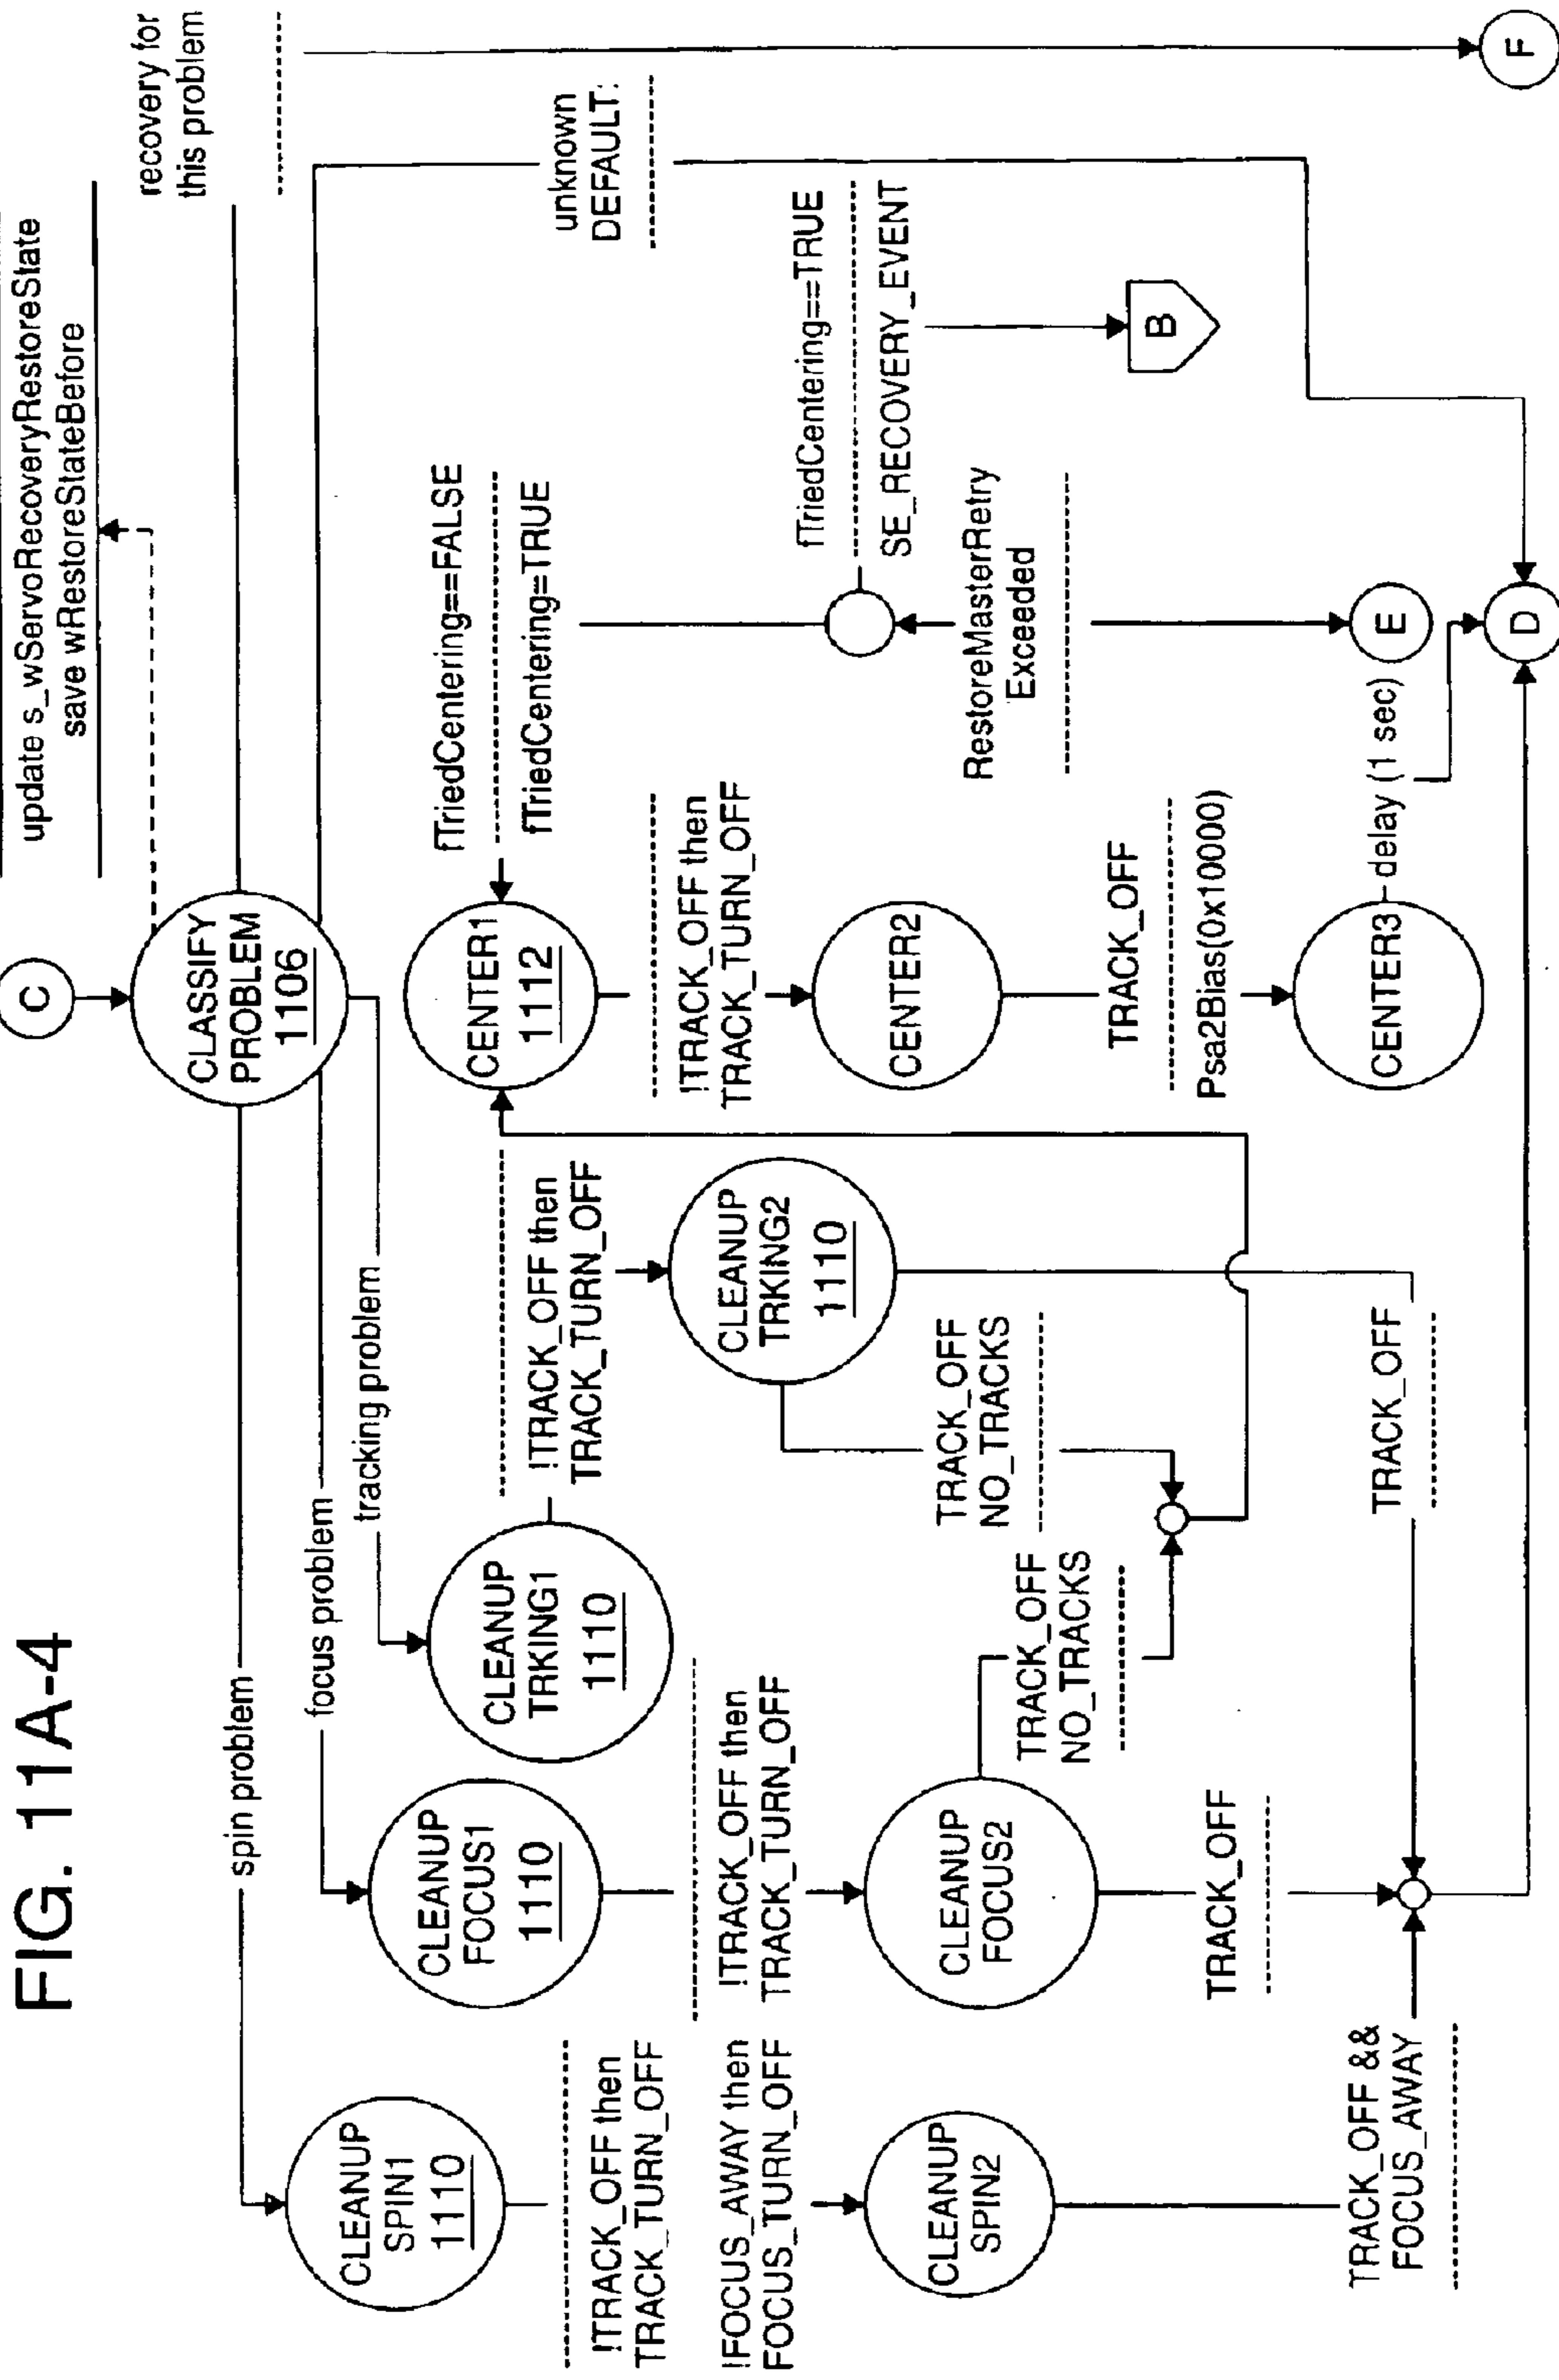 FIG. 11A-4
update s_wServoRecoveryRestoreState
save wRestoreStateBefore
C
CLASSIFY
PROBLEM
1106
recovery for
this problem
spin problem
focus problem
tracking problem
unknown
DEFAULT:
F
CLEANUP
SPIN1
1110
!TRACK_OFF then
TRACK_TURN_OFF
!FOCUS_AWAY then
FOCUS_TURN_OFF
CLEANUP
SPIN2
TRACK_OFF &&
FOCUS_AWAY
CLEANUP
FOCUS1
1110
!TRACK_OFF then
TRACK_TURN_OFF
CLEANUP
FOCUS2
TRACK_OFF
NO_TRACKS
TRACK_OFF
CLEANUP
TRKING1
1110
!TRACK_OFF then
TRACK_TURN_OFF
CLEANUP
TRKING2
1110
TRACK_OFF
NO_TRACKS
TRACK_OFF
CENTER1
1112
fTriedCentering==FALSE
fTriedCentering=TRUE
!TRACK_OFF then
TRACK_TURN_OFF
CENTER2
TRACK_OFF
Psa2Bias(0x10000)
CENTER3
delay (1 sec)
fTriedCentering==TRUE
SE_RECOVERY_EVENT
B
RestoreMasterRetry
Exceeded
E
D